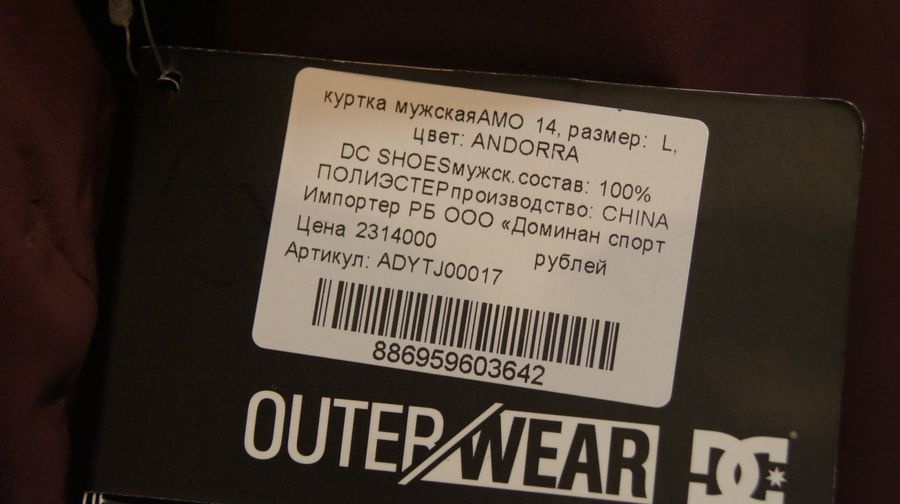 куртка мужскаяAMO 14, размер: L,
цвет: ANDORRA
DC SHOESмужск.состав: 100%
ПОЛИЭСТЕРпроизводство: CHINA
Импортер РБ ООО «Доминан спорт
Цена 2314000 рублей
Артикул: ADYTJ00017
886959603642
OUTER/WEAR
DC